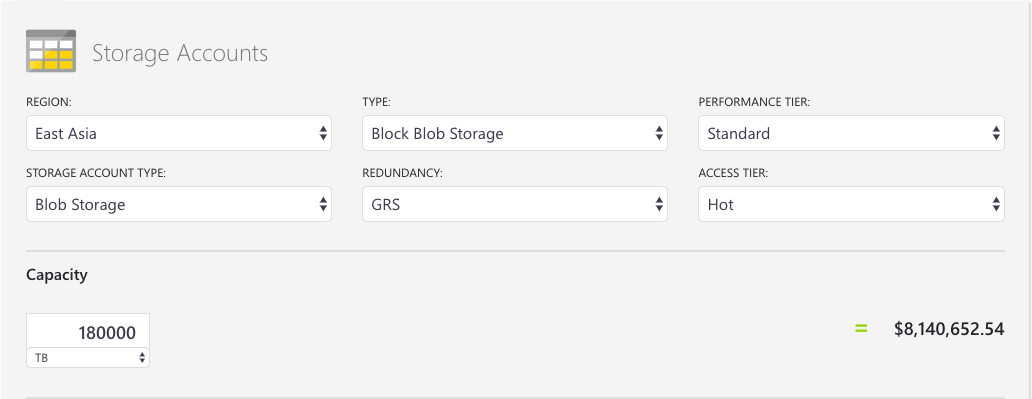 Storage Accounts
REGION: TYPE: PERFORMANCE TIER:
East Asia Block Blob Storage Standard
STORAGE ACCOUNT TYPE: REDUNDANCY: ACCESS TIER:
Blob Storage GRS Hot
Capacity
180000 = $8,140,652.54
TB